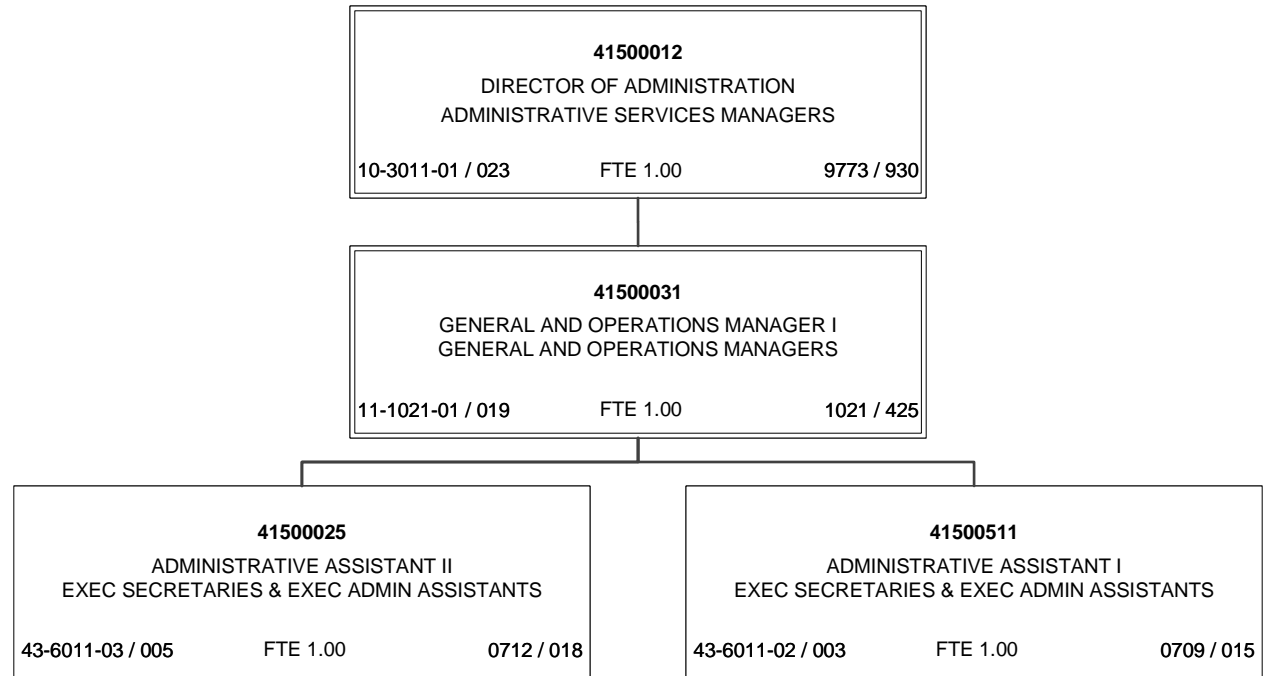 41500012
DIRECTOR OF ADMINISTRATION
ADMINISTRATIVE SERVICES MANAGERS
10-3011-01 / 023 FTE 1.00 9773 / 930
41500031
GENERAL AND OPERATIONS MANAGER I
GENERAL AND OPERATIONS MANAGERS
11-1021-01 / 019 FTE 1.00 1021 / 425
41500025
ADMINISTRATIVE ASSISTANT II
EXEC SECRETARIES & EXEC ADMIN ASSISTANTS
43-6011-03 / 005 FTE 1.00 0712 / 018
41500511
ADMINISTRATIVE ASSISTANT I
EXEC SECRETARIES & EXEC ADMIN ASSISTANTS
43-6011-02 / 003 FTE 1.00 0709 / 015